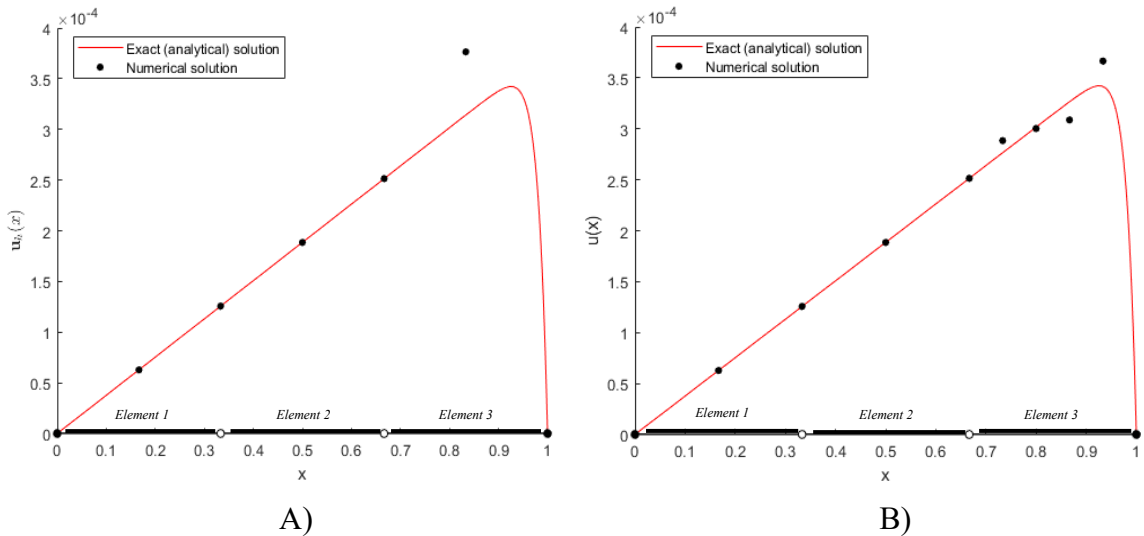 ×10⁻⁴
4
3.5
3
2.5
2
1.5
1
0.5
0
u_h(x)
Exact (analytical) solution
Numerical solution
Element 1 Element 2 Element 3
0 0.1 0.2 0.3 0.4 0.5 0.6 0.7 0.8 0.9 1
x
A)
×10⁻⁴
4
3.5
3
2.5
2
1.5
1
0.5
0
u(x)
Exact (analytical) solution
Numerical solution
Element 1 Element 2 Element 3
0 0.1 0.2 0.3 0.4 0.5 0.6 0.7 0.8 0.9 1
x
B)